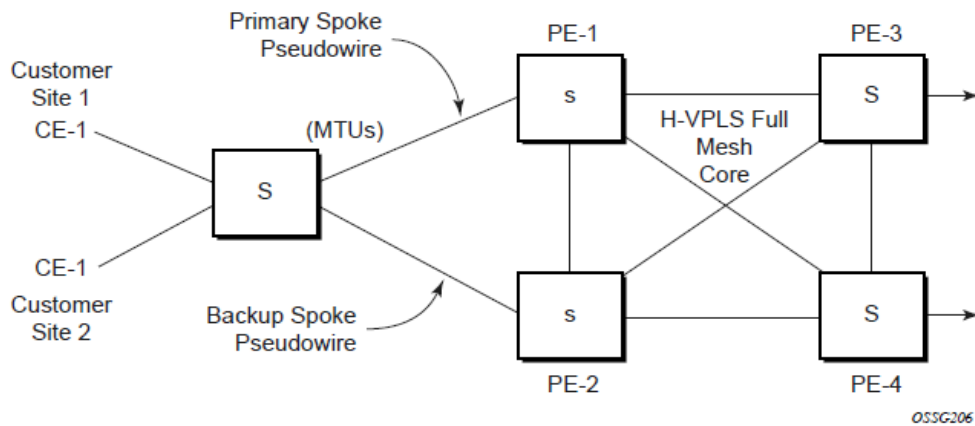 Primary Spoke
Pseudowire
PE-1
PE-3
Customer
Site 1
CE-1
(MTUs)
s
S
H-VPLS Full
Mesh
Core
S
CE-1
Customer
Site 2
Backup Spoke
Pseudowire
s
S
PE-2
PE-4
OSSG206